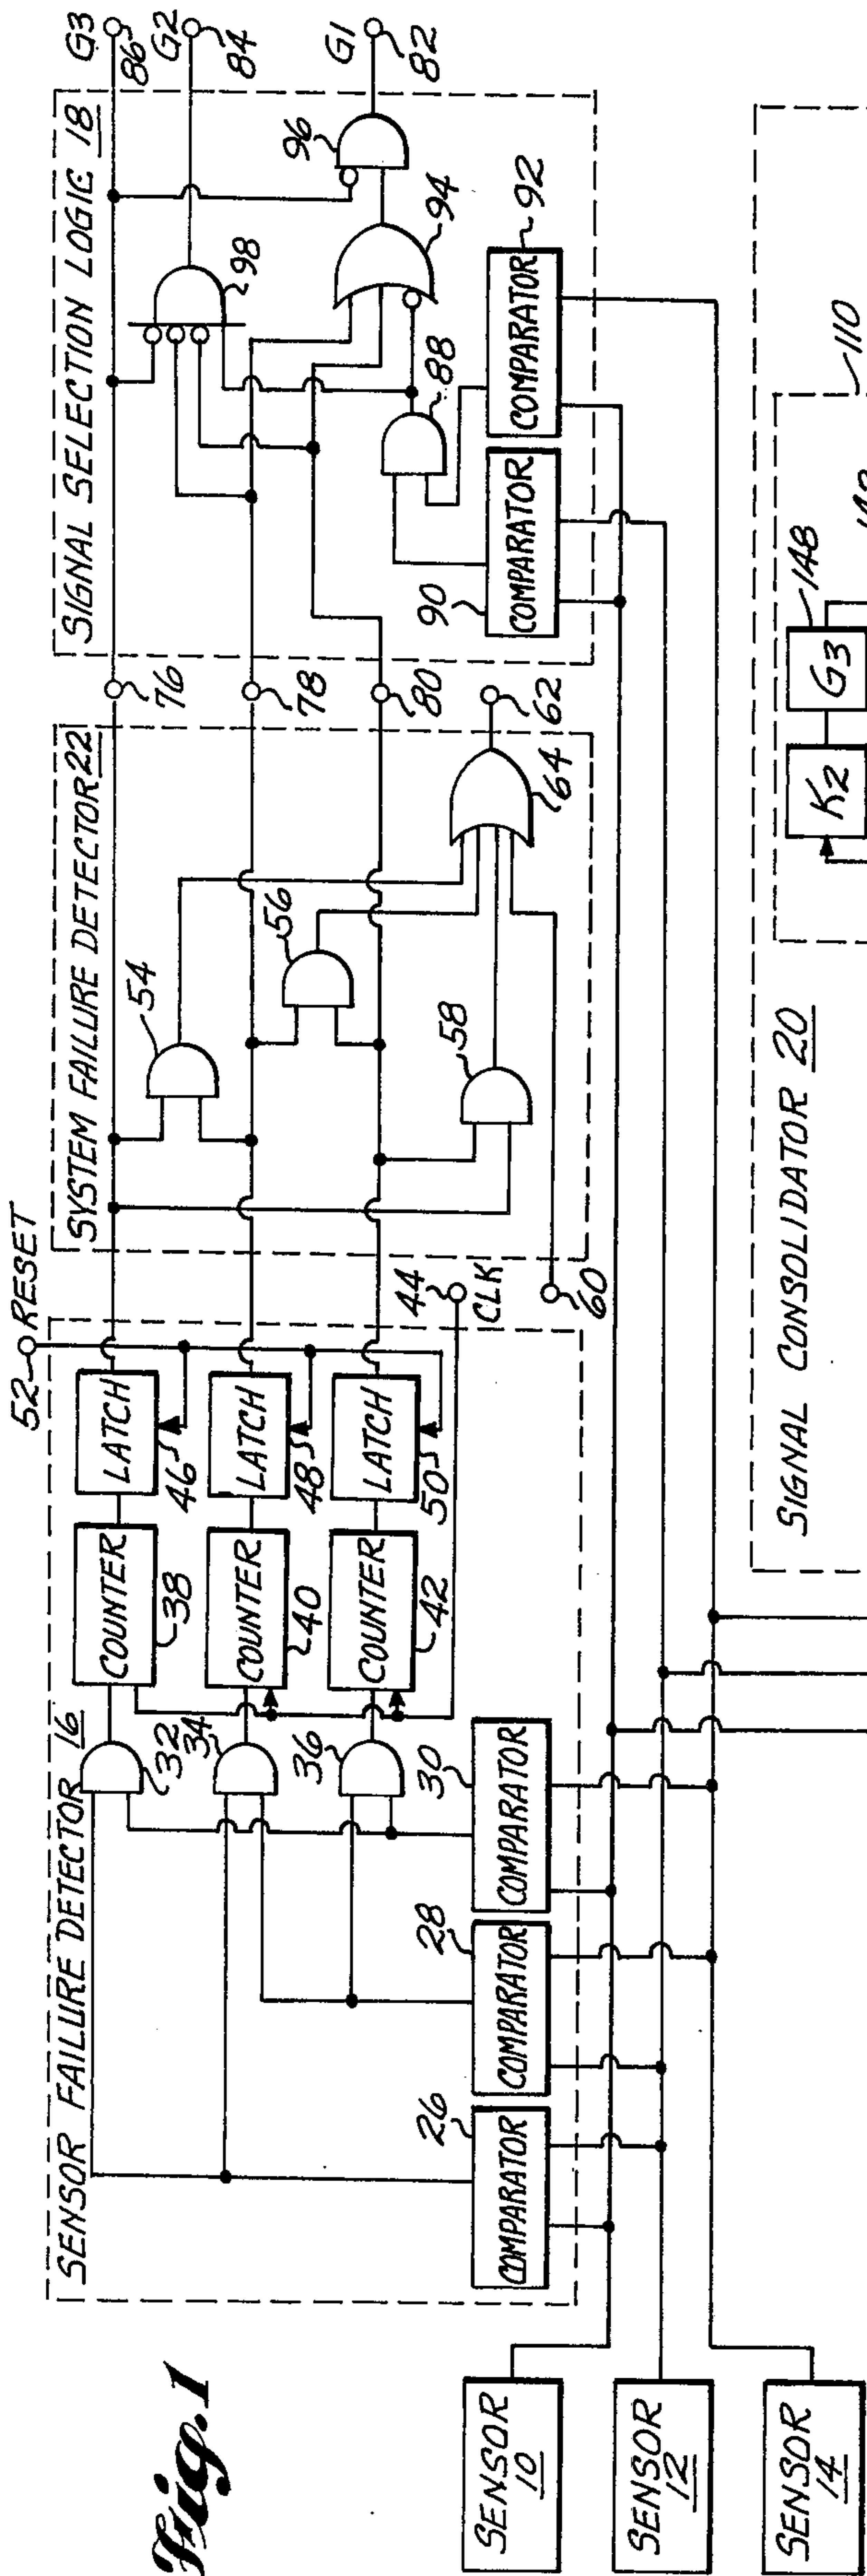 Fig. 1
SENSOR
10
SENSOR
12
SENSOR
14
SENSOR FAILURE DETECTOR 16
COMPARATOR
26
COMPARATOR
28
COMPARATOR
30
32
34
36
COUNTER
38
COUNTER
40
COUNTER
42
LATCH
46
LATCH
48
LATCH
50
52
RESET
44
CLK
60
SYSTEM FAILURE DETECTOR 22
54
56
58
64
62
76
78
80
SIGNAL SELECTION LOGIC 18
COMPARATOR
90
COMPARATOR
92
88
94
96
98
G3
86
G2
84
G1
82
SIGNAL CONSOLIDATOR 20
K2
G3
148
110